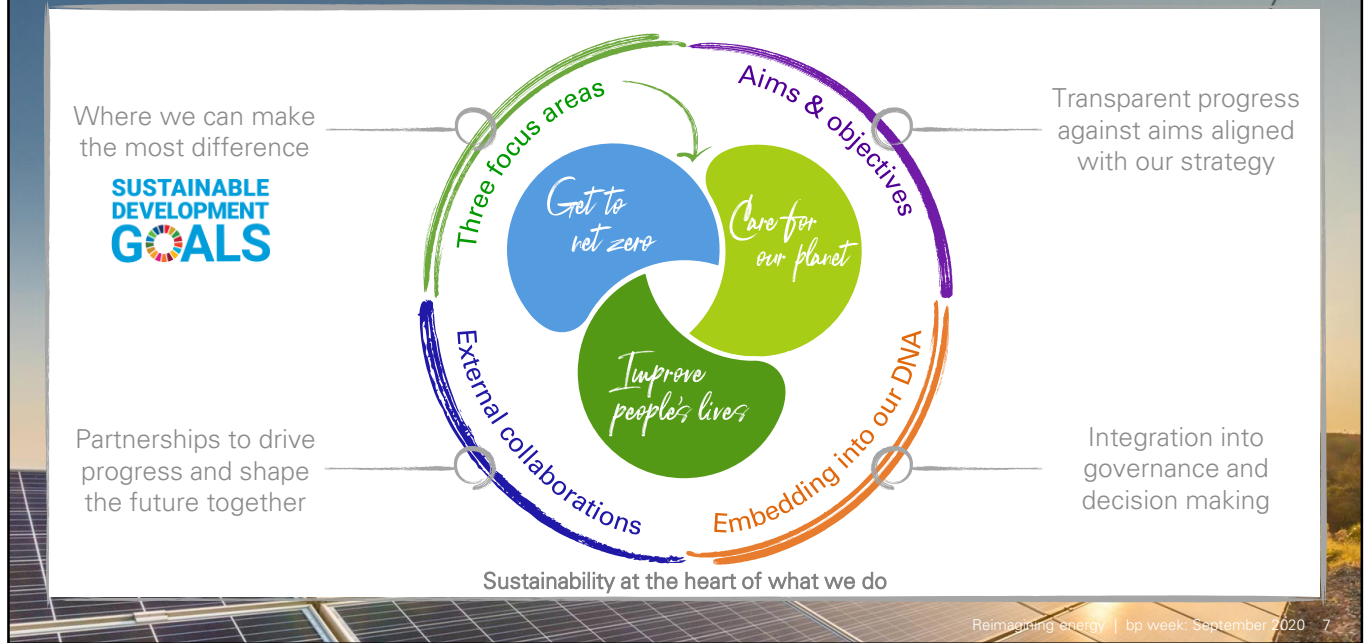 Where we can make
the most difference
SUSTAINABLE
DEVELOPMENT
GOALS
Three focus areas
Aims & objectives
Transparent progress
against aims aligned
with our strategy
Get to
net zero
Care for
our planet
Improve
people's lives
Partnerships to drive
progress and shape
the future together
External collaborations
Embedding into our DNA
Integration into
governance and
decision making
Sustainability at the heart of what we do
Reimagining energy | bp week: September 2020 7